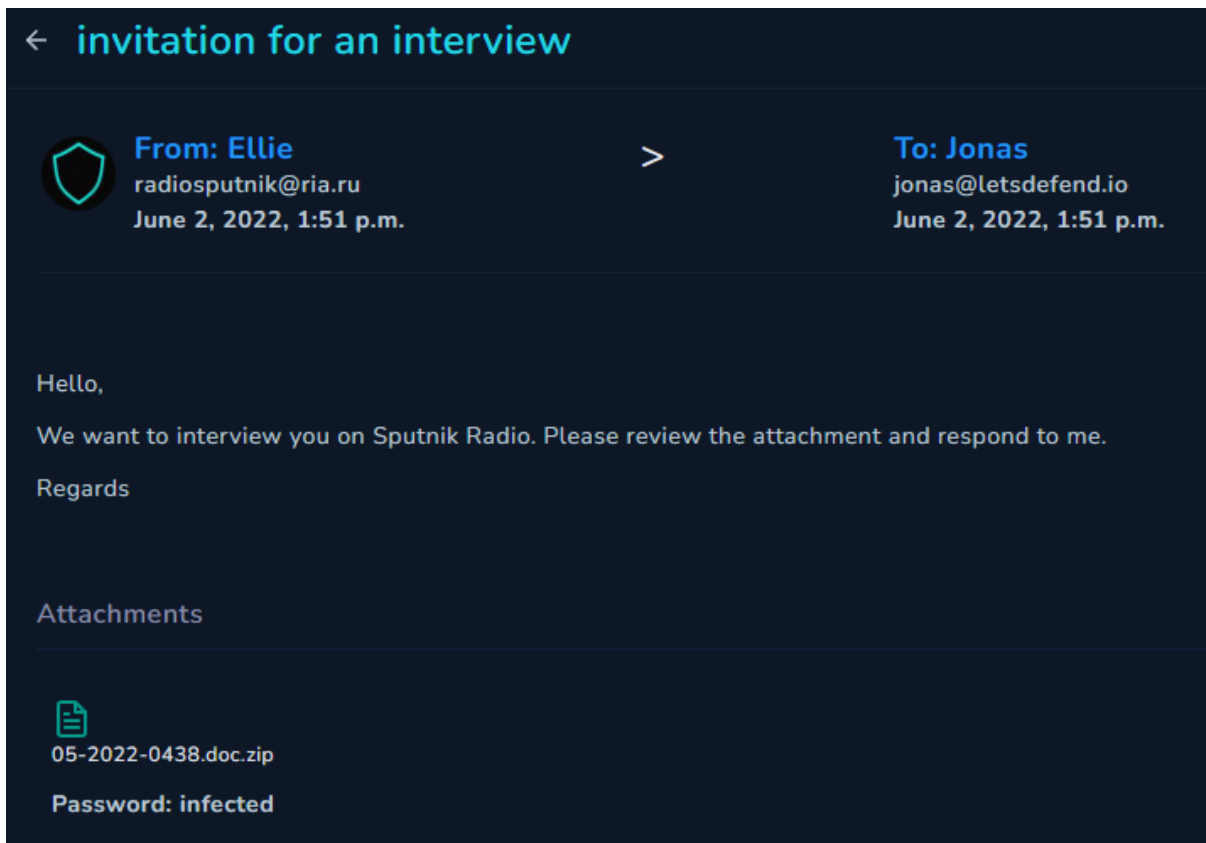 ← invitation for an interview
From: Ellie
radiosputnik@ria.ru
June 2, 2022, 1:51 p.m.
>
To: Jonas
jonas@letsdefend.io
June 2, 2022, 1:51 p.m.
Hello,
We want to interview you on Sputnik Radio. Please review the attachment and respond to me.
Regards
Attachments
05-2022-0438.doc.zip
Password: infected